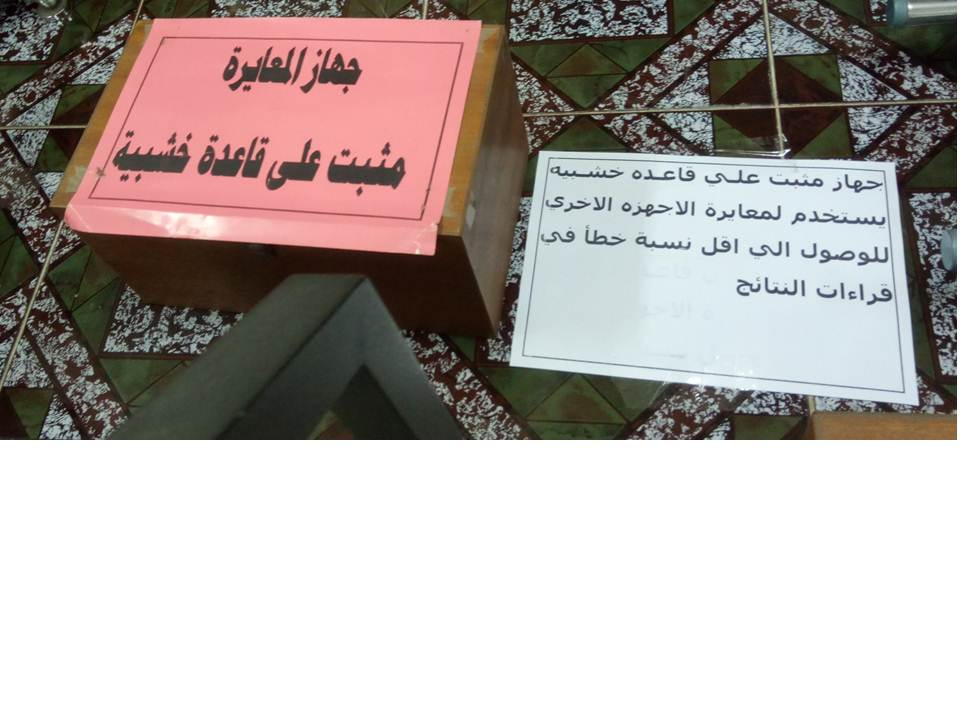 جهاز المعايرة
مثبت على قاعدة خشبية
جهاز مثبت علي قاعده خشبيه
يستخدم لمعايرة الاجهزه الاخري
للوصول الي اقل نسبة خطأ في
قراءات النتائج